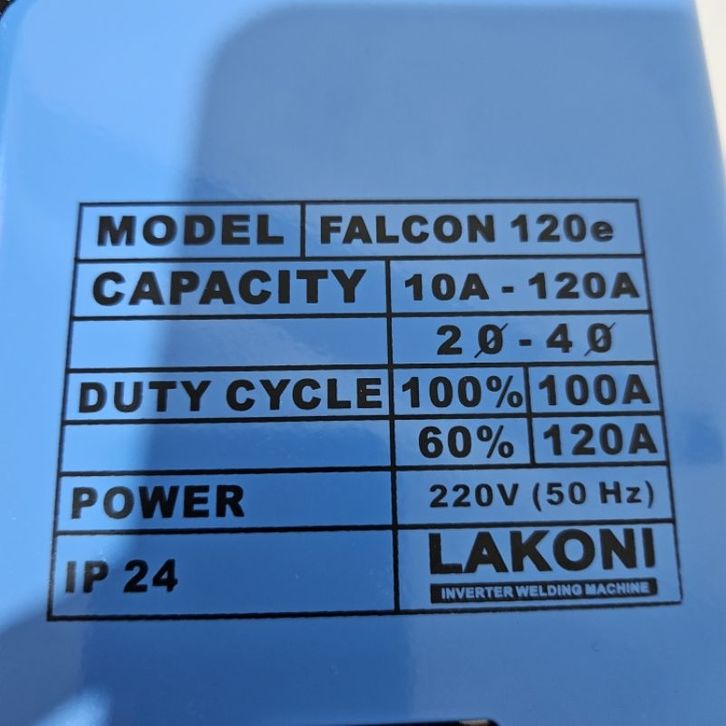 MODEL FALCON 120e
CAPACITY 10A - 120A
2Ø - 4Ø
DUTY CYCLE 100% 100A
60% 120A
POWER 220V (50 Hz)
IP 24 LAKONI
INVERTER WELDING MACHINE